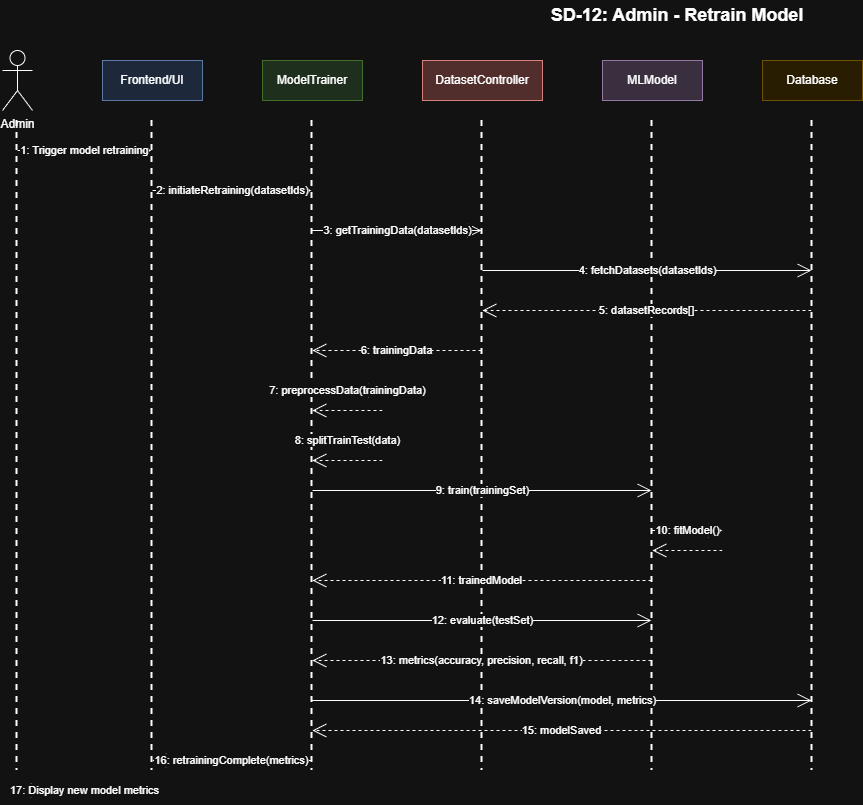 SD-12: Admin - Retrain Model
Admin
Frontend/UI
ModelTrainer
DatasetController
MLModel
Database
1: Trigger model retraining
2: initiateRetraining(datasetIds)
3: getTrainingData(datasetIds)
4: fetchDatasets(datasetIds)
5: datasetRecords[]
6: trainingData
7: preprocessData(trainingData)
8: splitTrainTest(data)
9: train(trainingSet)
10: fitModel()
11: trainedModel
12: evaluate(testSet)
13: metrics(accuracy, precision, recall, f1)
14: saveModelVersion(model, metrics)
15: modelSaved
16: retrainingComplete(metrics)
17: Display new model metrics